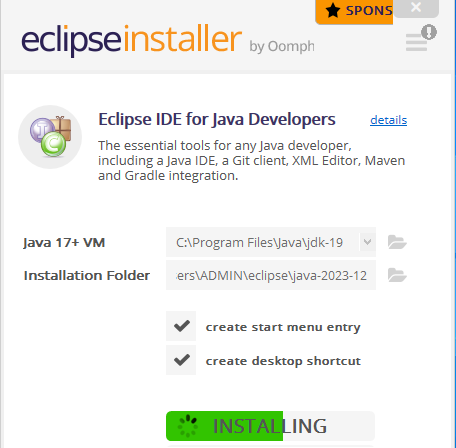 SPONS
eclipseinstaller by Oomph
Eclipse IDE for Java Developers details
The essential tools for any Java developer,
including a Java IDE, a Git client, XML Editor, Maven
and Gradle integration.
Java 17+ VM C:\Program Files\Java\jdk-19
Installation Folder ers\ADMIN\eclipse\java-2023-12
create start menu entry
create desktop shortcut
INSTALLING